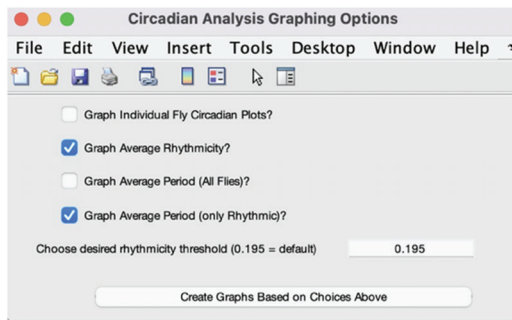 Circadian Analysis Graphing Options
File Edit View Insert Tools Desktop Window Help
Graph Individual Fly Circadian Plots?
Graph Average Rhythmicity?
Graph Average Period (All Flies)?
Graph Average Period (only Rhythmic)?
Choose desired rhythmicity threshold (0.195 = default) 0.195
Create Graphs Based on Choices Above